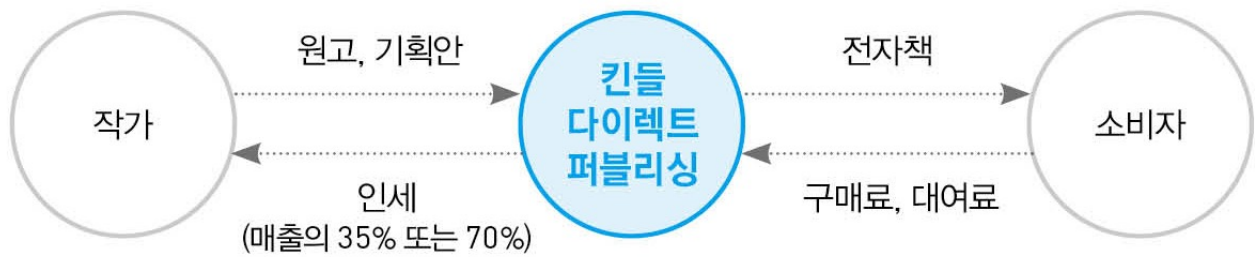 작가
원고, 기획안
인세
(매출의 35% 또는 70%)
킨들
다이렉트
퍼블리싱
전자책
구매료, 대여료
소비자